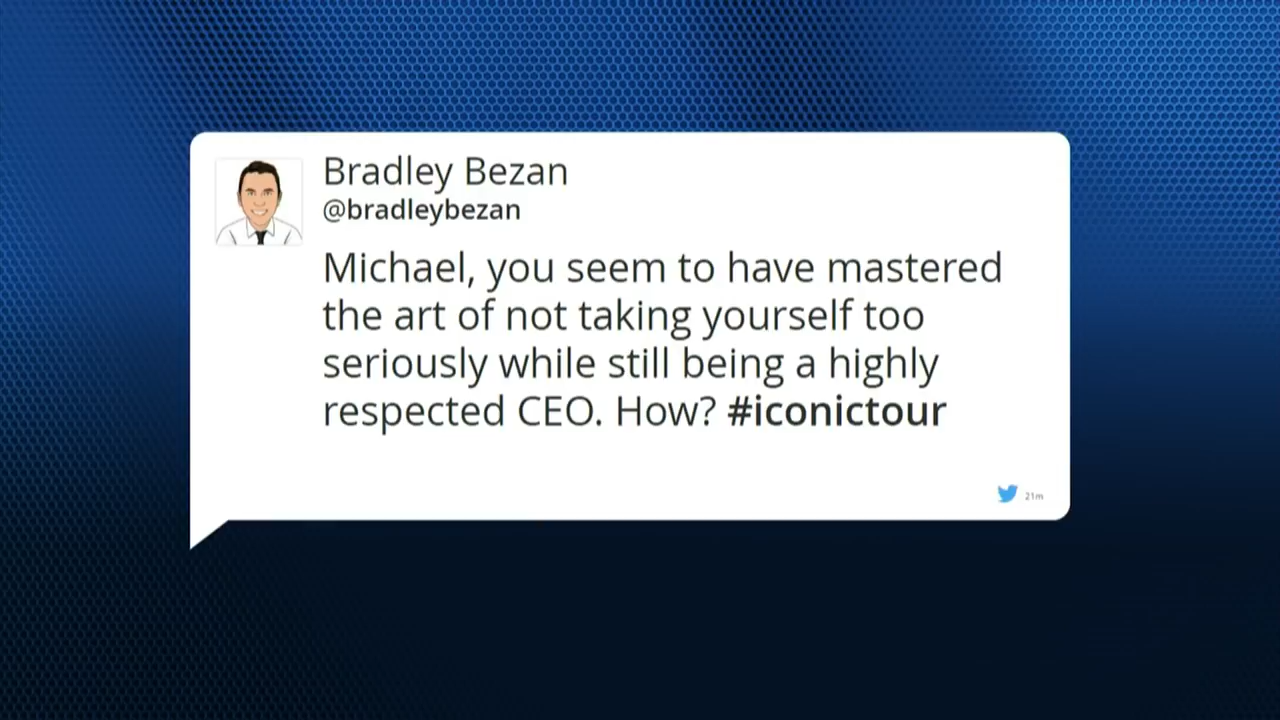 Bradley Bezan
@bradleybezan
Michael, you seem to have mastered
the art of not taking yourself too
seriously while still being a highly
respected CEO. How? #iconictour
21m